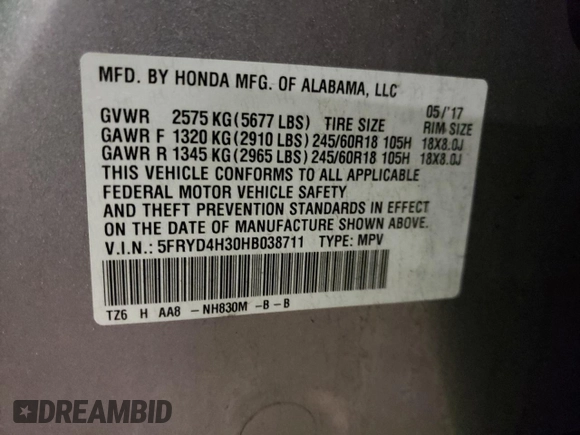 MFD. BY HONDA MFG. OF ALABAMA, LLC
05/'17
GVWR 2575 KG(5677 LBS) TIRE SIZE RIM SIZE
GAWR F 1320 KG(2910 LBS) 245/60R18 105H 18X8.0J
GAWR R 1345 KG(2965 LBS) 245/60R18 105H 18X8.0J
THIS VEHICLE CONFORMS TO ALL APPLICABLE
FEDERAL MOTOR VEHICLE SAFETY
AND THEFT PREVENTION STANDARDS IN EFFECT
ON THE DATE OF MANUFACTURE SHOWN ABOVE.
V.I.N.: 5FRYD4H30HB038711 TYPE: MPV
TZ6 H AA8 - NH830M -B-B
DREAMBID